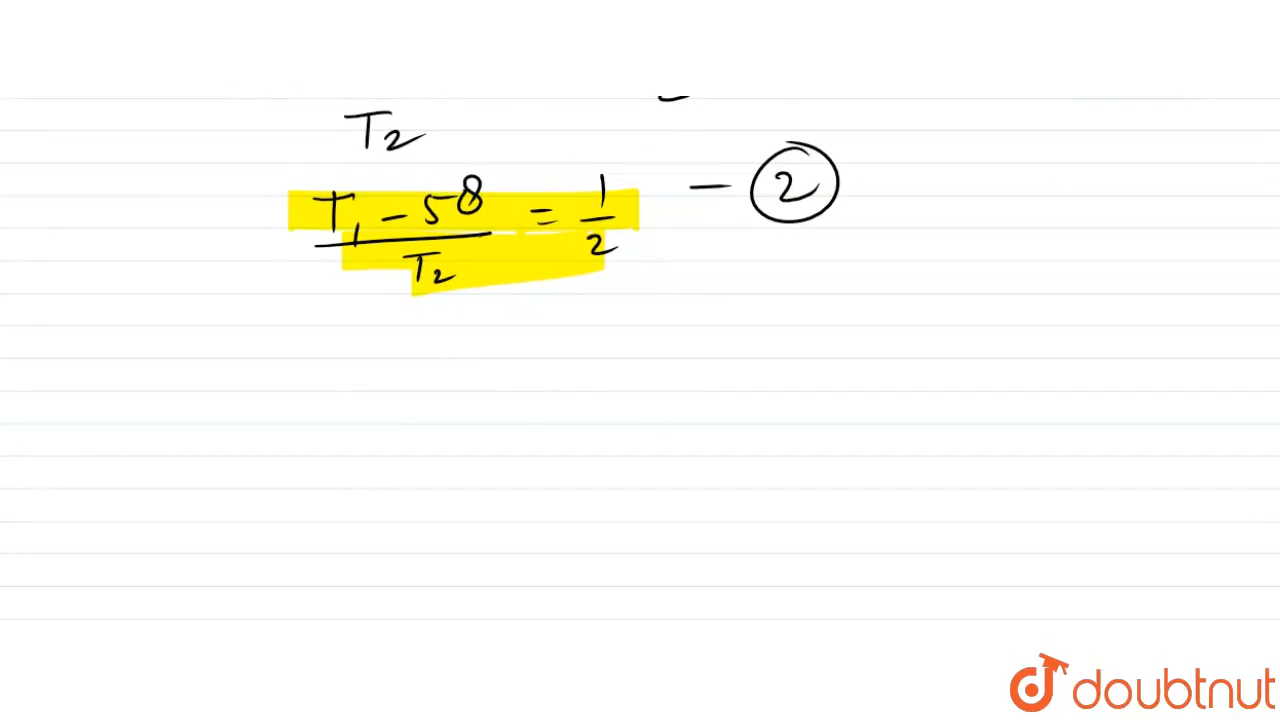 T₂
T₁ - 58 / T₂ = 1/2 - ②
doubtnut